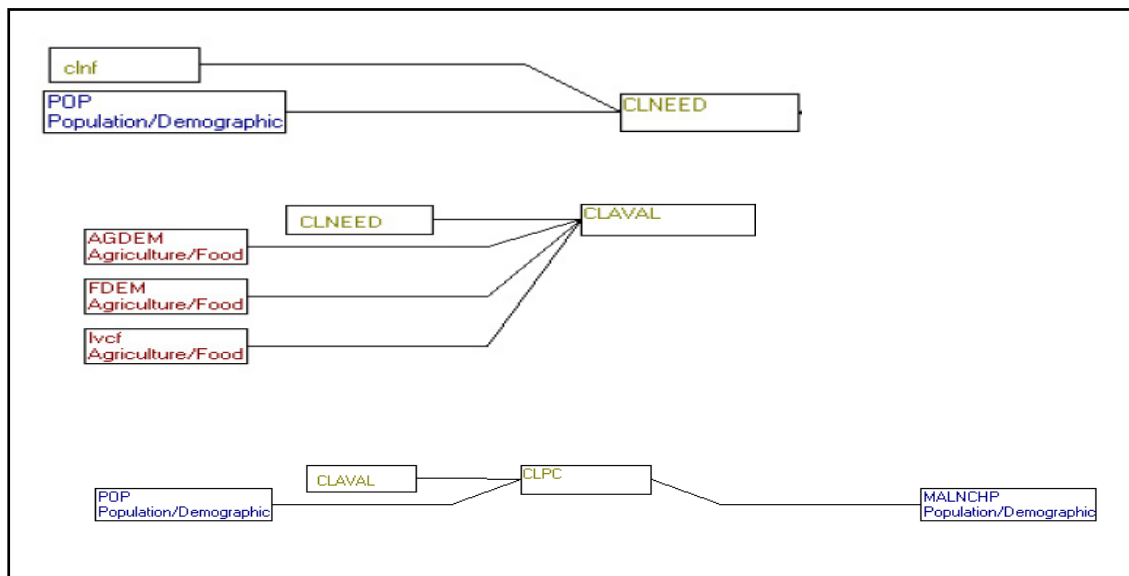 clnf
POP
Population/Demographic
CLNEED
CLNEED
CLAVAL
AGDEM
Agriculture/Food
FDEM
Agriculture/Food
lvcf
Agriculture/Food
CLAVAL
CLPC
POP
Population/Demographic
MALNCHP
Population/Demographic